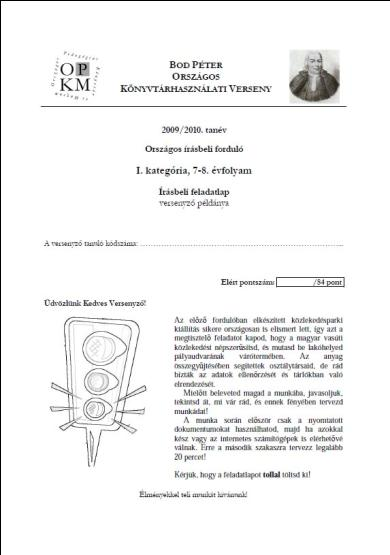 OP
KM
BOD PÉTER
ORSZÁGOS
KÖNYVTÁRHASZNÁLATI VERSENY
2009/2010. tanév
Országos írásbeli forduló
I. kategória, 7-8. évfolyam
Írásbeli feladatlap
versenyző példánya
A versenyző tanuló kódszáma: ……………………………………………………………..
Elért pontszám: /84 pont
Üdvözlünk Kedves Versenyző!
Az előző fordulóban elkészített közlekedésparki
kiállítás sikere országosan is elismert lett, így azt a
megtisztelő feladatot kapod, hogy a magyar vasúti
közlekedést népszerűsítsd, és mutasd be lakóhelyed
pályaudvarának várótermében. Az anyag
összegyűjtésében segítettek osztálytársaid, de rád
bízták az adatok ellenőrzését és tárlókban való
elrendezését.
Mielőtt beleveted magad a munkába, javasoljuk,
tekintsd át, mi vár rád, és ennek fényében tervezd
munkádat!
A munka során először csak a nyomtatott
dokumentumokat használhatod, majd ha azokkal
kész vagy az internetes számítógépek is elérhetővé
válnak. Erre a második szakaszra tervezz legalább
20 percet!
Kérjük, hogy a feladatlapot tollal töltsd ki!
Élményekkel teli munkát kívánunk!